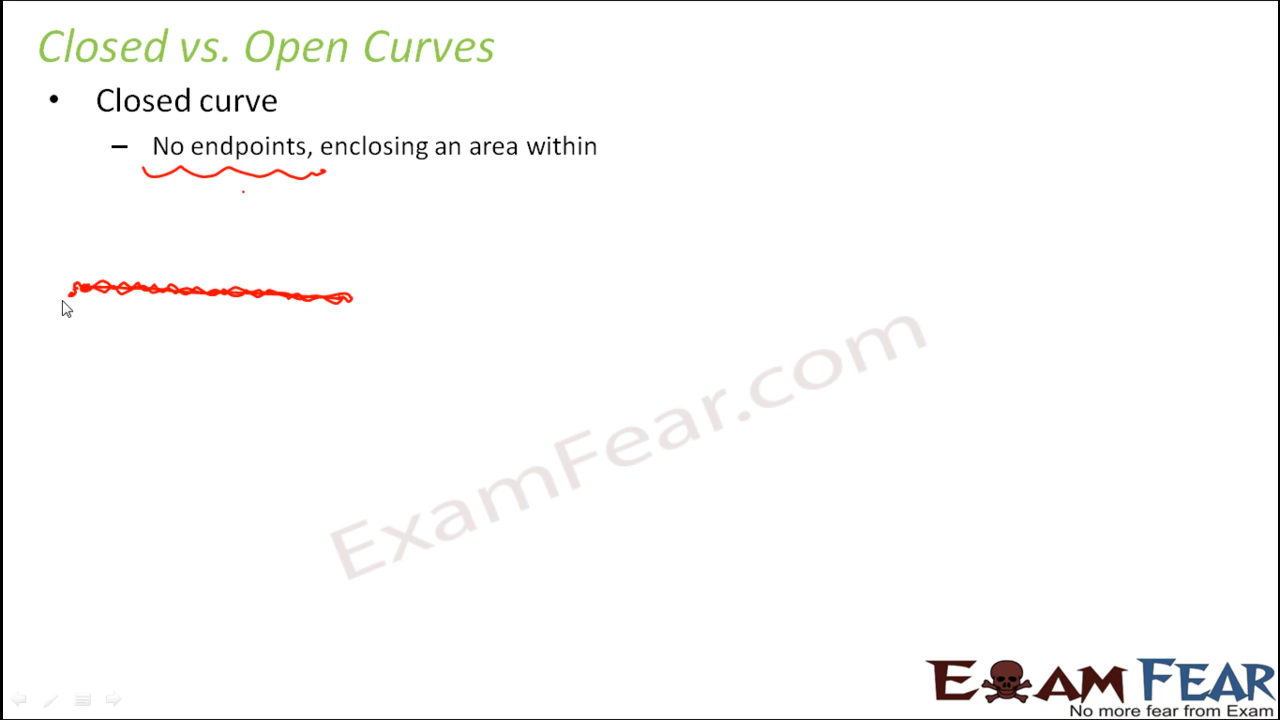 Closed vs. Open Curves
• Closed curve
– No endpoints, enclosing an area within
ExamFear.com
EXAM FEAR
No more fear from Exam